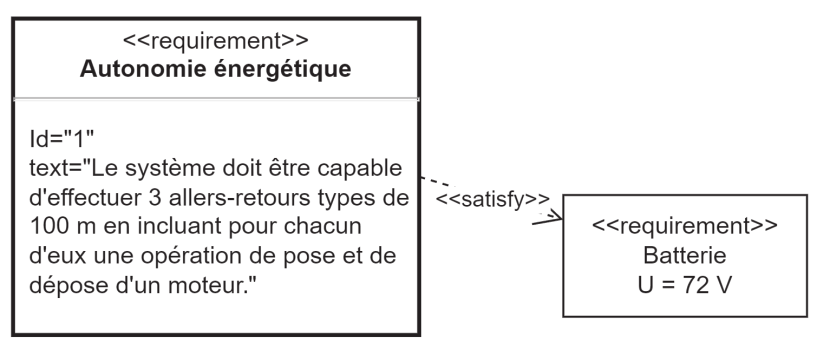 <<requirement>>
Autonomie énergétique
Id="1"
text="Le système doit être capable
d'effectuer 3 allers-retours types de
100 m en incluant pour chacun
d'eux une opération de pose et de
dépose d'un moteur."
<<satisfy>>
<<requirement>>
Batterie
U = 72 V